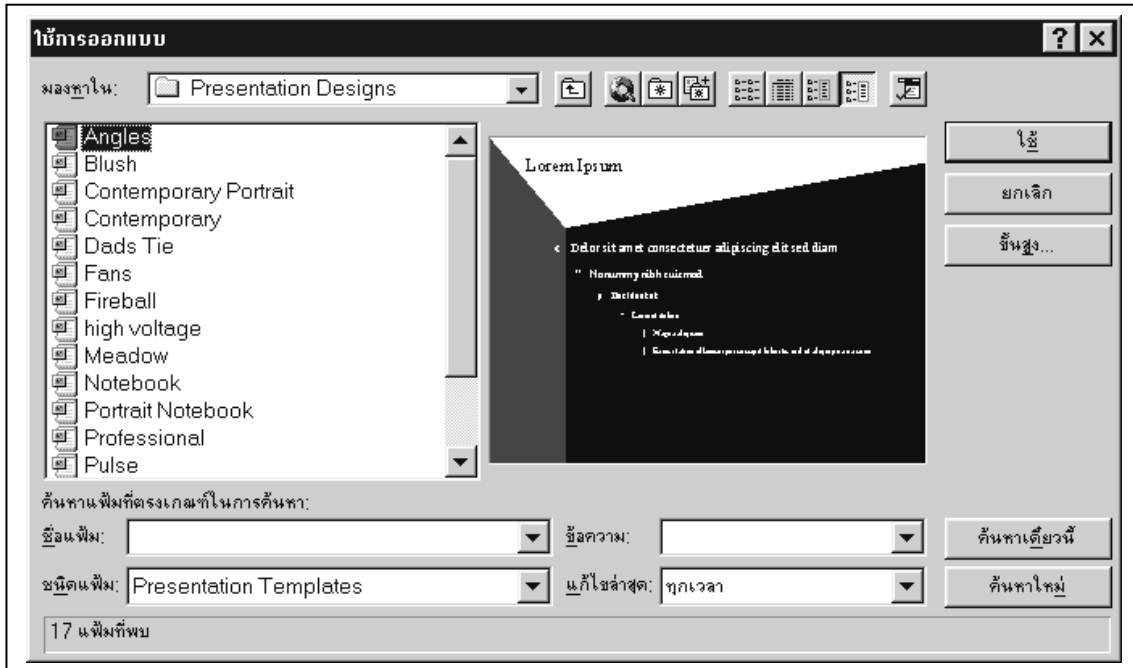 ใช้การออกแบบ
มองหาใน: Presentation Designs
Angles
Blush
Contemporary Portrait
Contemporary
Dads Tie
Fans
Fireball
high voltage
Meadow
Notebook
Portrait Notebook
Professional
Pulse
Lorem Ipsum
Dolor sit amet consectetuer adipiscing elit sed diam
Nonummy nibh euismod
ใช้
ยกเลิก
ขั้นสูง...
ค้นหาแฟ้มที่ตรงเกณฑ์ในการค้นหา:
ชื่อแฟ้ม: ข้อความ: ค้นหาเดี๋ยวนี้
ชนิดแฟ้ม: Presentation Templates แก้ไขล่าสุด: ทุกเวลา ค้นหาใหม่
17 แฟ้มที่พบ